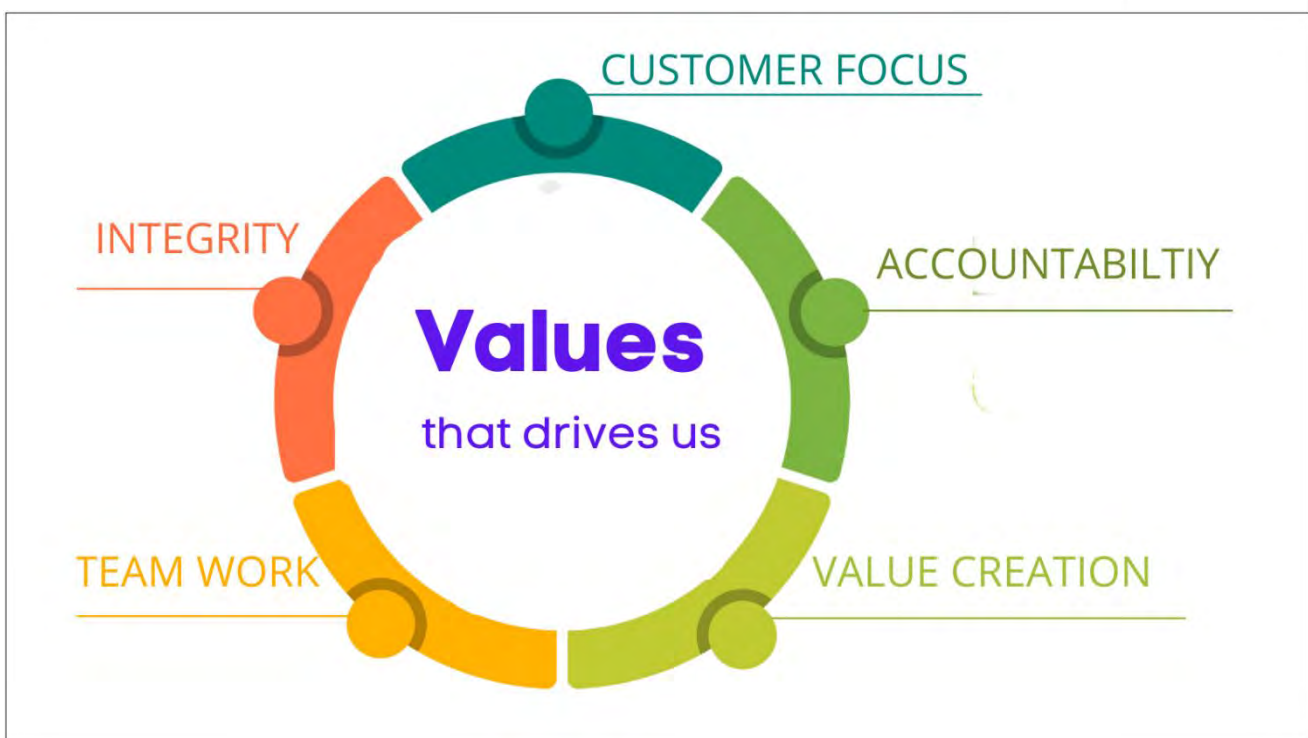 CUSTOMER FOCUS
INTEGRITY
ACCOUNTABILTIY
Values
that drives us
TEAM WORK
VALUE CREATION